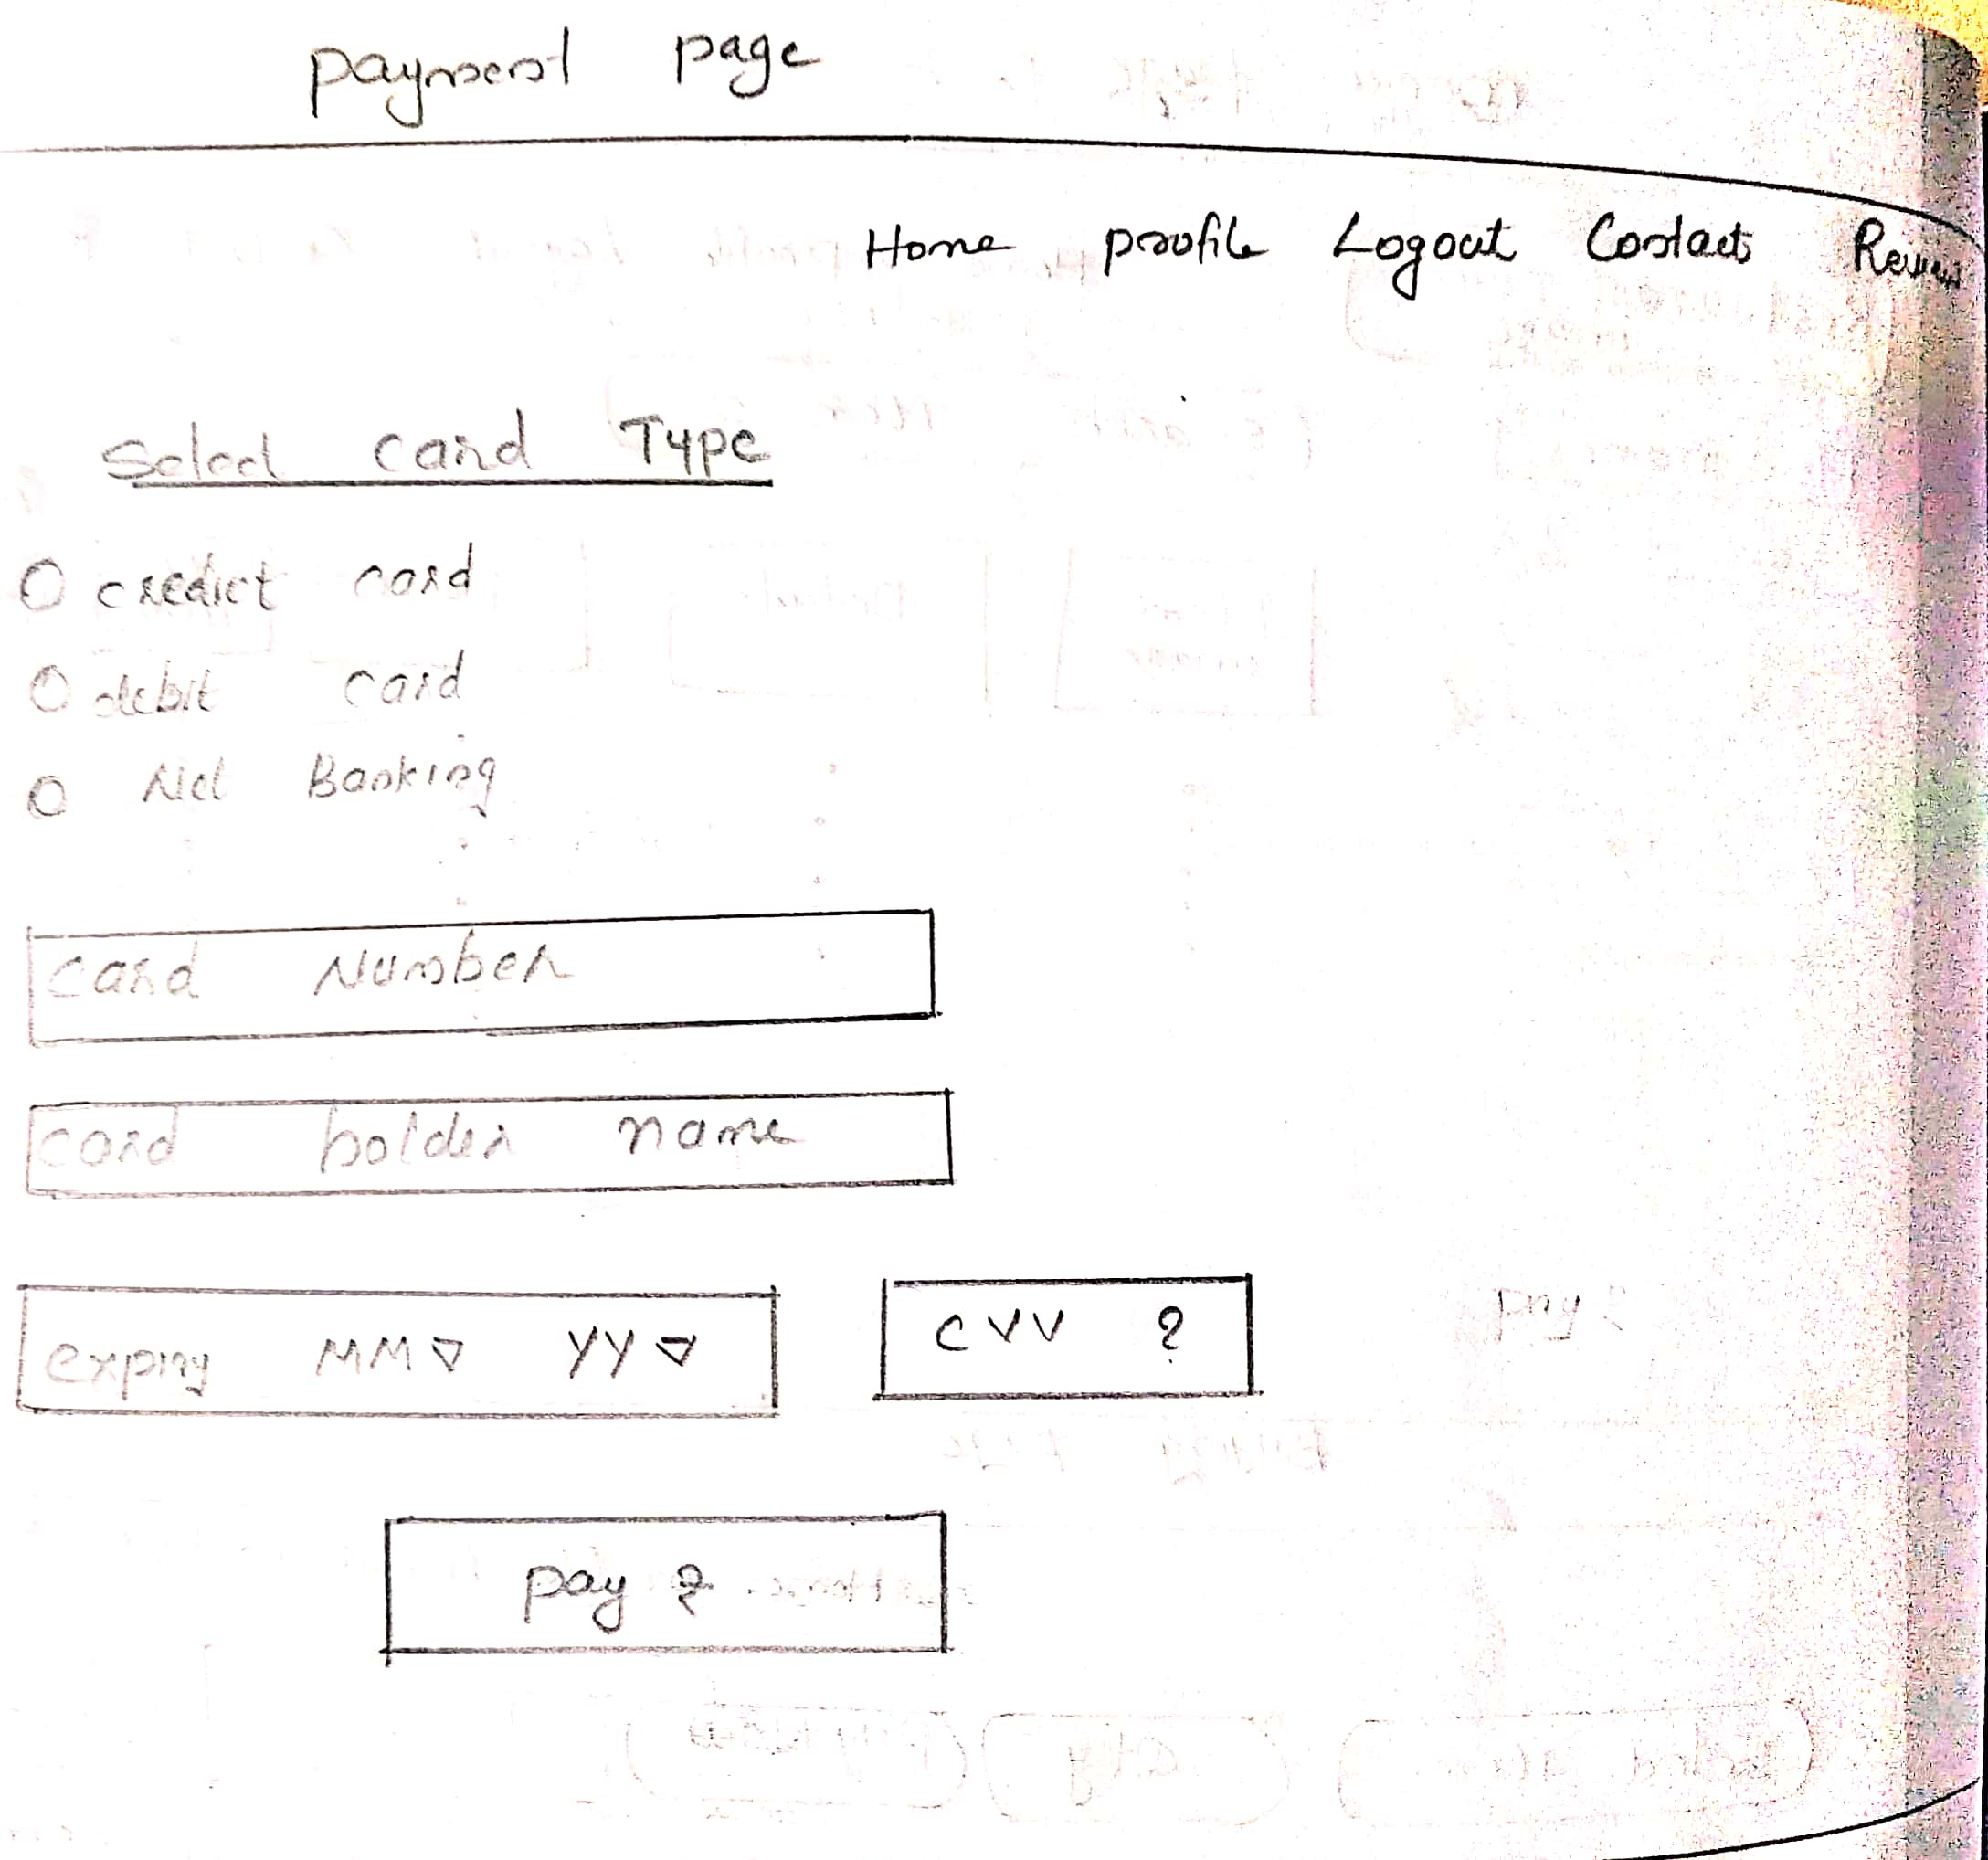 payment page
Home profile Logout Contact
Select card Type
credict card
debit card
Net Banking
card Number
card holder name
expiry MM YY
CVV ?
pay ₹